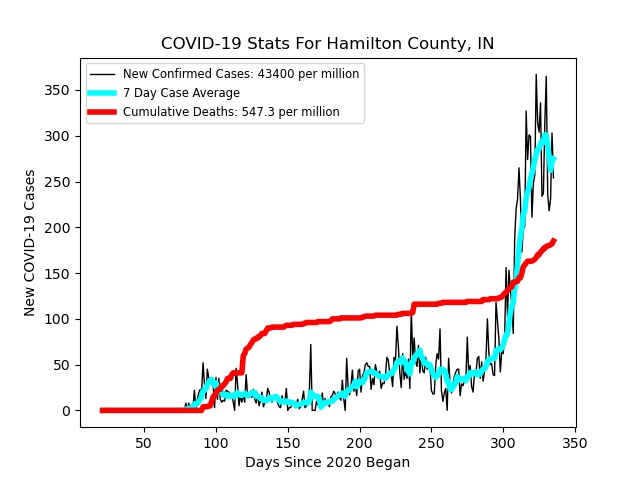 COVID-19 Stats For Hamilton County, IN
New Confirmed Cases: 43400 per million
7 Day Case Average
Cumulative Deaths: 547.3 per million
New COVID-19 Cases
350
300
250
200
150
100
50
0
50 100 150 200 250 300 350
Days Since 2020 Began